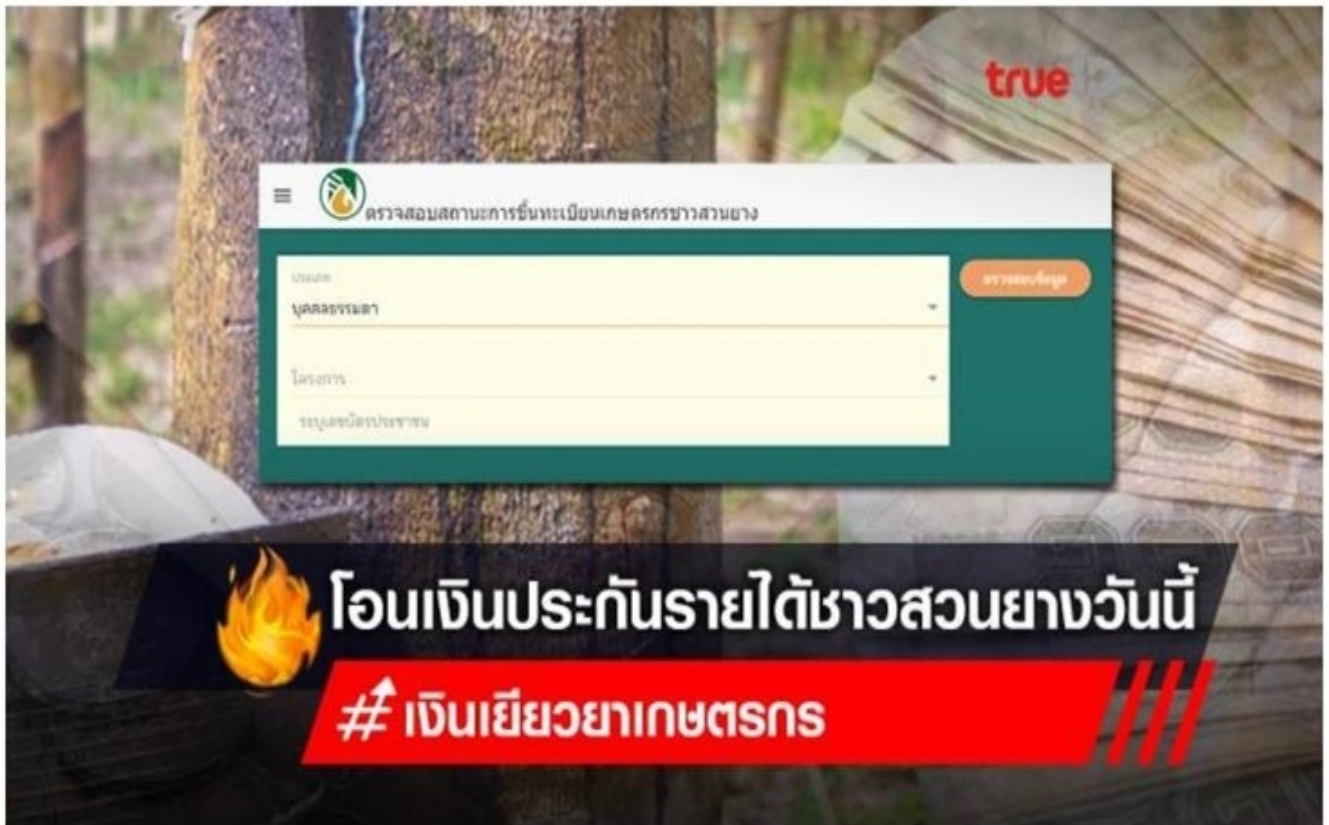 true
ตรวจสอบสถานะการขึ้นทะเบียนเกษตรกรชาวสวนยาง
ประเภท
ตรวจสอบข้อมูล
บุคคลธรรมดา
โครงการ
ระบุเลขบัตรประชาชน
โอนเงินประกันรายได้ชาวสวนยางวันนี้
# เงินเยียวยาเกษตรกร